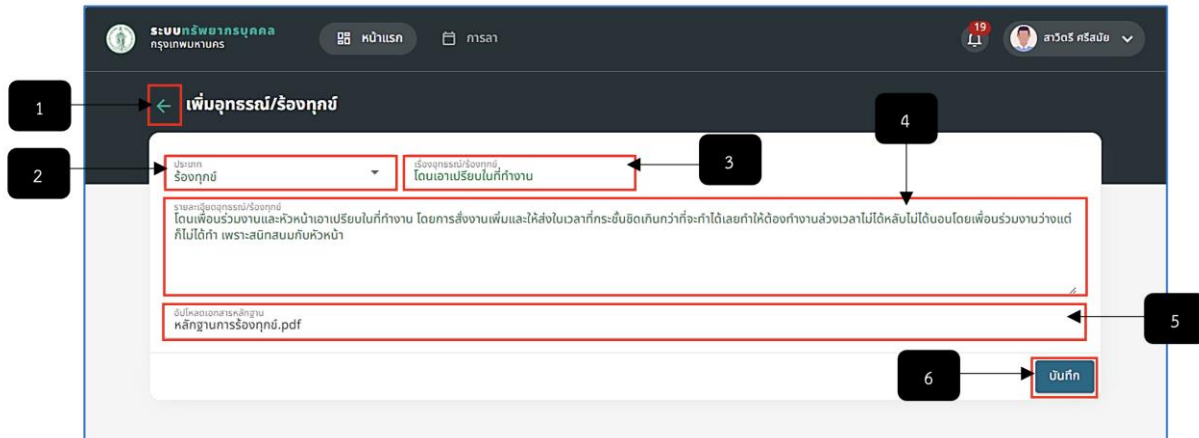 ระบบทรัพยากรบุคคล
กรุงเทพมหานคร
หน้าแรก
การลา
19
สาวิตรี ศรีสมัย
1
เพิ่มอุทธรณ์/ร้องทุกข์
4
2
ประเภท
ร้องทุกข์
เรื่องอุทธรณ์/ร้องทุกข์
โดนเอาเปรียบในที่ทำงาน
3
รายละเอียดอุทธรณ์/ร้องทุกข์
โดนเพื่อนร่วมงานและหัวหน้าเอาเปรียบในที่ทำงาน โดยการสั่งงานเพิ่มและให้ส่งในเวลาที่กระชั้นชิดเกินกว่าที่จะทำได้เลยทำให้ต้องทำงานล่วงเวลาไม่ได้หลับไม่ได้นอนโดยเพื่อนร่วมงานว่างแต่
ก็ไม่ได้ทำ เพราะสนิทสนมกับหัวหน้า
อัปโหลดเอกสารหลักฐาน
หลักฐานการร้องทุกข์.pdf
5
6
บันทึก